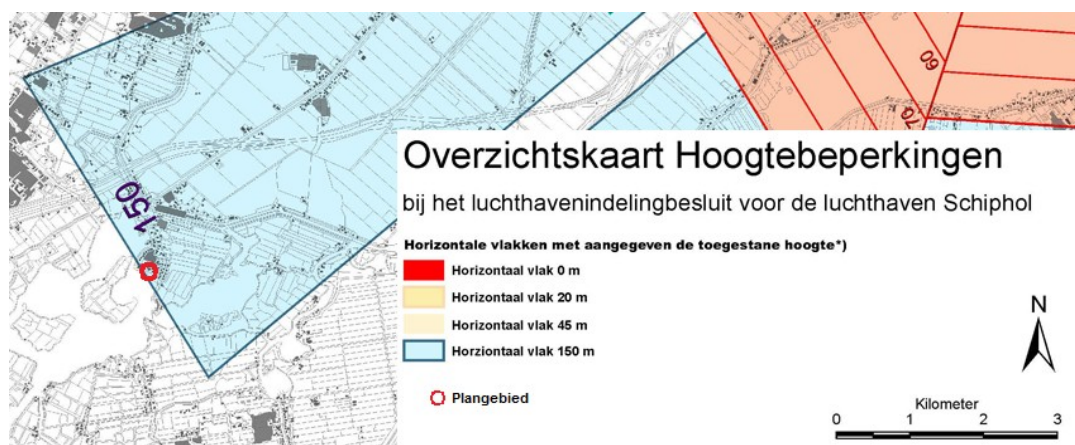 60
70
150
Overzichtskaart Hoogtebeperkingen
bij het luchthavenindelingbesluit voor de luchthaven Schiphol
Horizontale vlakken met aangegeven de toegestane hoogte*)
Horizontaal vlak 0 m
Horizontaal vlak 20 m
Horizontaal vlak 45 m
Horziontaal vlak 150 m
Plangebied
N
Kilometer
0 1 2 3